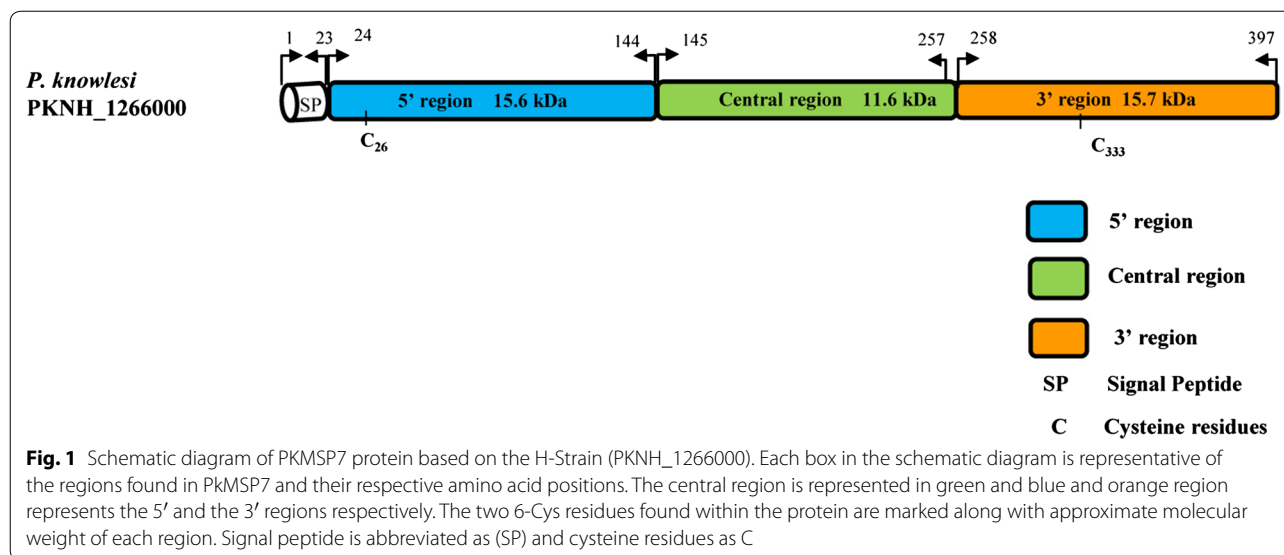 1 23 24 144 145 257 258 397
P. knowlesi
PKNH_1266000
SP 5' region 15.6 kDa Central region 11.6 kDa 3' region 15.7 kDa
C26 C333
5' region
Central region
3' region
SP Signal Peptide
C Cysteine residues
Fig. 1 Schematic diagram of PKMSP7 protein based on the H-Strain (PKNH_1266000). Each box in the schematic diagram is representative of
the regions found in PkMSP7 and their respective amino acid positions. The central region is represented in green and blue and orange region
represents the 5′ and the 3′ regions respectively. The two 6-Cys residues found within the protein are marked along with approximate molecular
weight of each region. Signal peptide is abbreviated as (SP) and cysteine residues as C